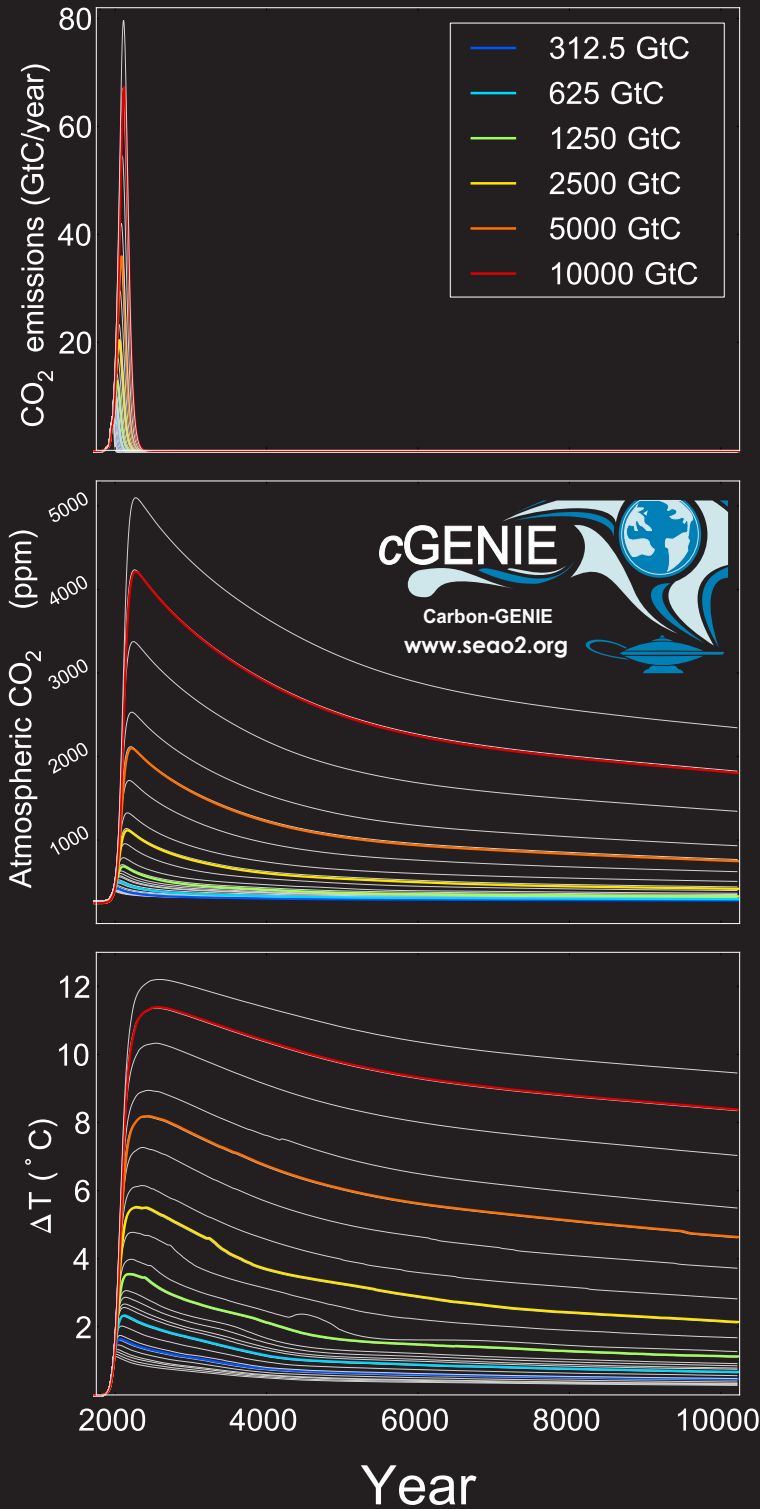 80
60
40
20
CO2 emissions (GtC/year)
312.5 GtC
625 GtC
1250 GtC
2500 GtC
5000 GtC
10000 GtC
5000
4000
3000
2000
1000
Atmospheric CO2 (ppm)
cGENIE
Carbon-GENIE
www.seao2.org
12
10
8
6
4
2
ΔT (°C)
2000 4000 6000 8000 10000
Year